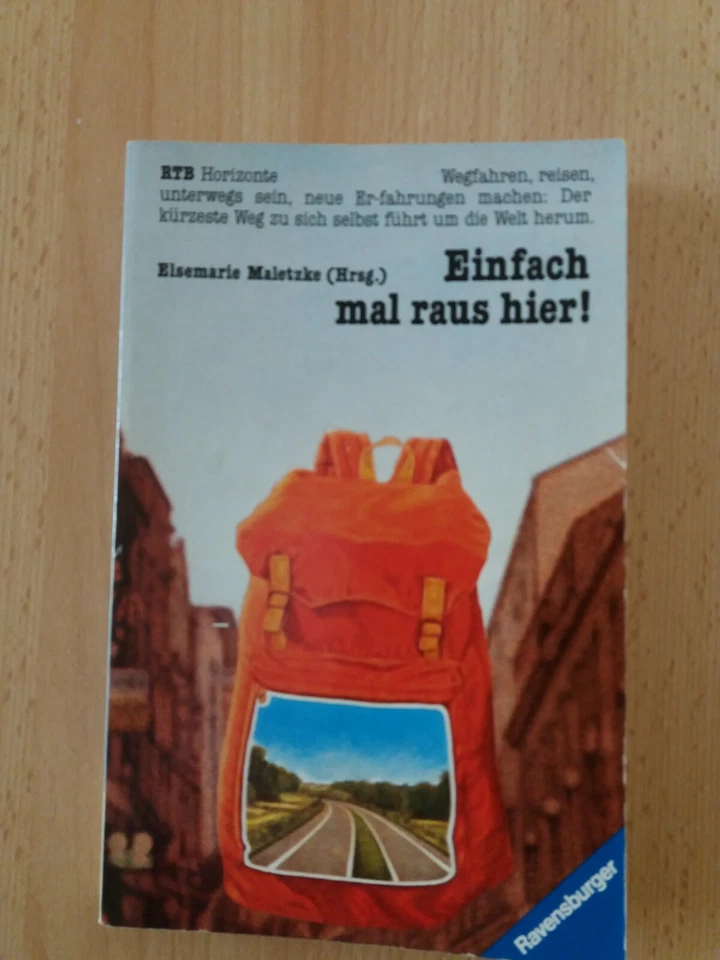 RTB Horizonte Wegfahren, reisen,
unterwegs sein, neue Er-fahrungen machen: Der
kürzeste Weg zu sich selbst führt um die Welt herum.
Elsemarie Maletzke (Hrsg.)
Einfach
mal raus hier!
Ravensburger